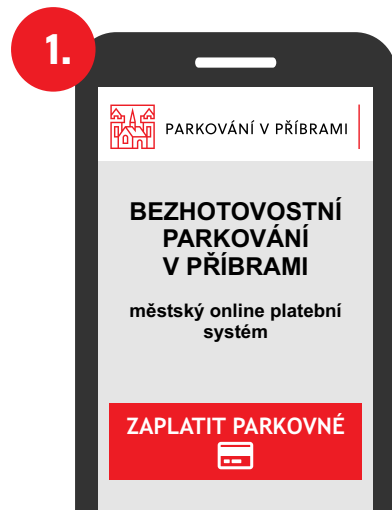 1.
PARKOVÁNÍ V PŘÍBRAMI
BEZHOTOVOSTNÍ
PARKOVÁNÍ
V PŘÍBRAMI
městský online platební
systém
ZAPLATIT PARKOVNÉ